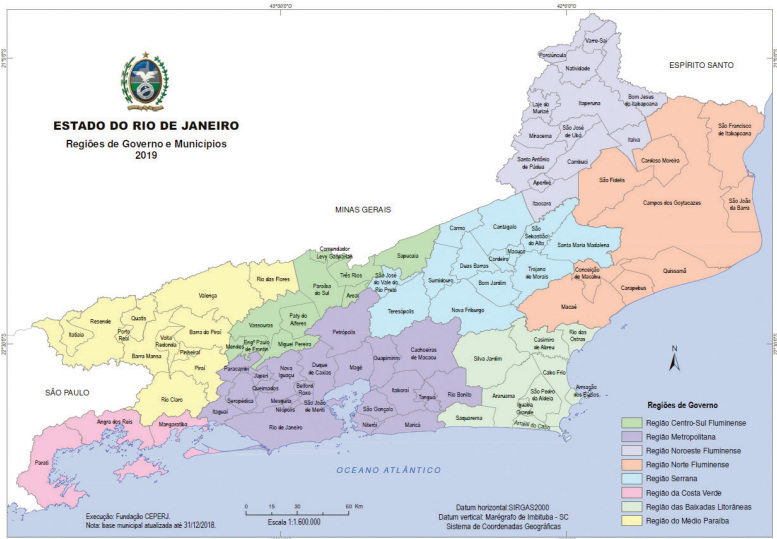 43°0'0"O
42°0'0"O
21°0'0"S
ESTADO DO RIO DE JANEIRO
Regiões de Governo e Municípios
2019
ESPÍRITO SANTO
MINAS GERAIS
SÃO PAULO
Varre-Sai
Porciúncula
Natividade
Bom Jesus
do Itabapoana
Laje do
Muriaé
Itaperuna
São Francisco
de Itabapoana
Miracema
São José
de Ubá
Italva
Cardoso Moreira
Santo Antônio
de Pádua
Cambuci
Aperibé
São Fidélis
Itaocara
Campos dos Goytacazes
São João
da Barra
Carmo
Cantagalo
São
Sebastião
do Alto
Santa Maria Madalena
Comendador
Levy Gasparian
Sapucaia
Macuco
Cordeiro
Três Rios
São José
do Vale do
Rio Preto
Duas Barras
Trajano
de Morais
Conceição
de Macabu
Quissamã
Rio das Flores
Paraíba
do Sul
Areal
Sumidouro
Bom Jardim
Carapebus
Valença
Teresópolis
Nova Friburgo
Macaé
Resende
Quatis
Vassouras
Paty do
Alferes
Petrópolis
Itatiaia
Porto
Real
Volta
Redonda
Barra do Piraí
Mendes
Engº Paulo
de Frontin
Miguel Pereira
Cachoeiras
de Macacu
Casimiro
de Abreu
Rio das
Ostras
Barra Mansa
Pinheiral
Piraí
Paracambi
Japeri
Nova
Iguaçu
Duque
de Caxias
Magé
Guapimirim
Silva Jardim
Cabo Frio
Rio Claro
Seropédica
Queimados
Belford
Roxo
Mesquita
Nilópolis
São João
de Meriti
Itaboraí
Tanguá
Rio Bonito
Araruama
São Pedro
da Aldeia
Armação
dos Búzios
Iguaba
Grande
Itaguaí
São Gonçalo
Niterói
Maricá
Saquarema
Arraial do Cabo
Angra dos Reis
Mangaratiba
Rio de Janeiro
Parati
OCEANO ATLÂNTICO
N
Regiões de Governo
Região Centro-Sul Fluminense
Região Metropolitana
Região Noroeste Fluminense
Região Norte Fluminense
Região Serrana
Região da Costa Verde
Região das Baixadas Litorâneas
Região do Médio Paraíba
Execução: Fundação CEPERJ.
Nota: base municipal atualizada até 31/12/2018.
0 15 30 60 Km
Escala 1:1.600.000
Datum horizontal:SIRGAS2000
Datum vertical: Marégrafo de Imbituba - SC
Sistema de Coordenadas Geográficas